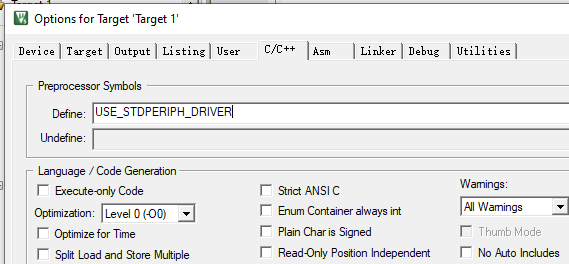 Options for Target 'Target 1'
Device Target Output Listing User C/C++ Asm Linker Debug Utilities
Preprocessor Symbols
Define: USE_STDPERIPH_DRIVER
Undefine:
Language / Code Generation
Execute-only Code
Strict ANSI C
Warnings:
Optimization: Level 0 (-O0)
Enum Container always int
All Warnings
Optimize for Time
Plain Char is Signed
Thumb Mode
Split Load and Store Multiple
Read-Only Position Independent
No Auto Includes